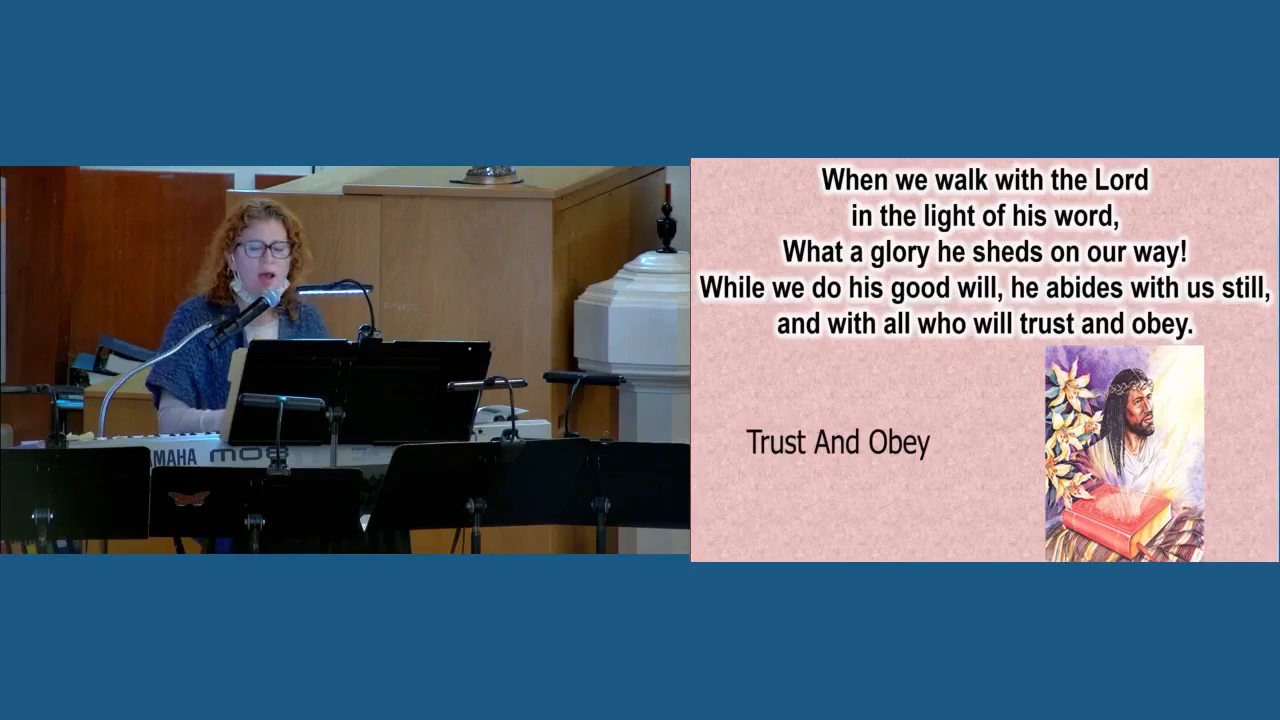 When we walk with the Lord
in the light of his word,
What a glory he sheds on our way!
While we do his good will, he abides with us still,
and with all who will trust and obey.
Trust And Obey
AMAHA MO8